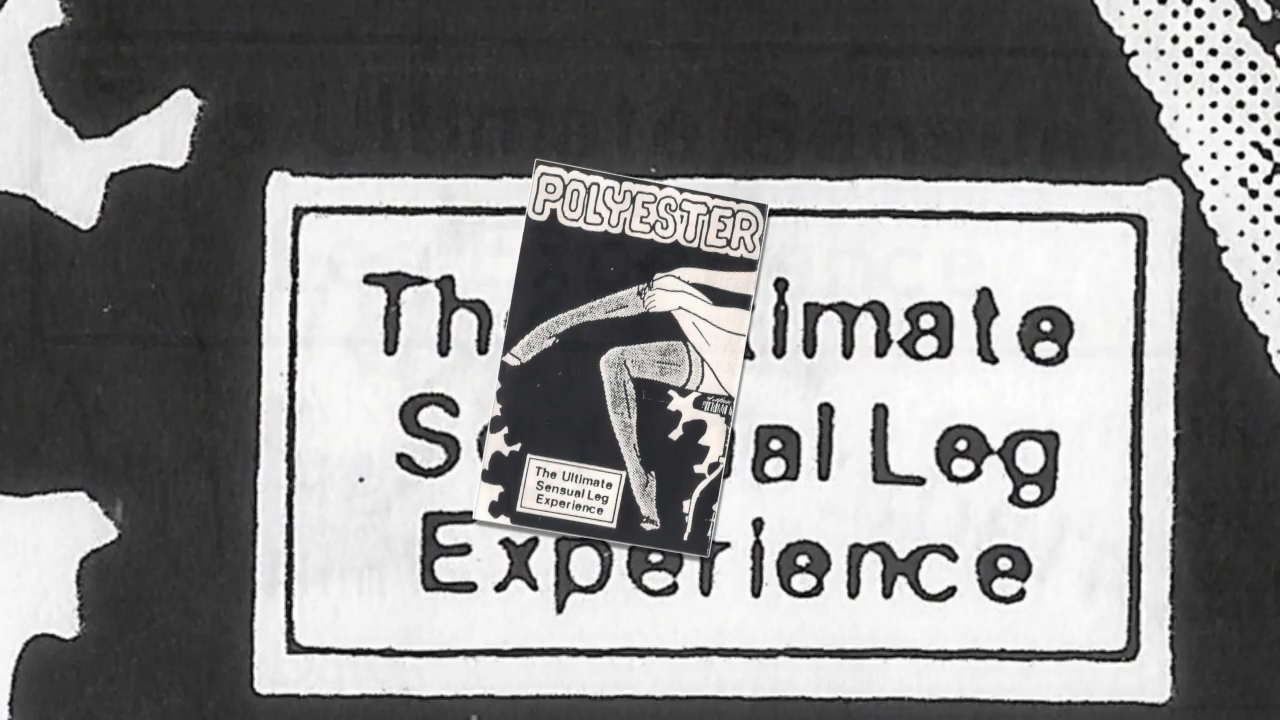 POLYESTER
The Ultimate
Sensual Leg
Experience
Th imate
S al Leg
Experience